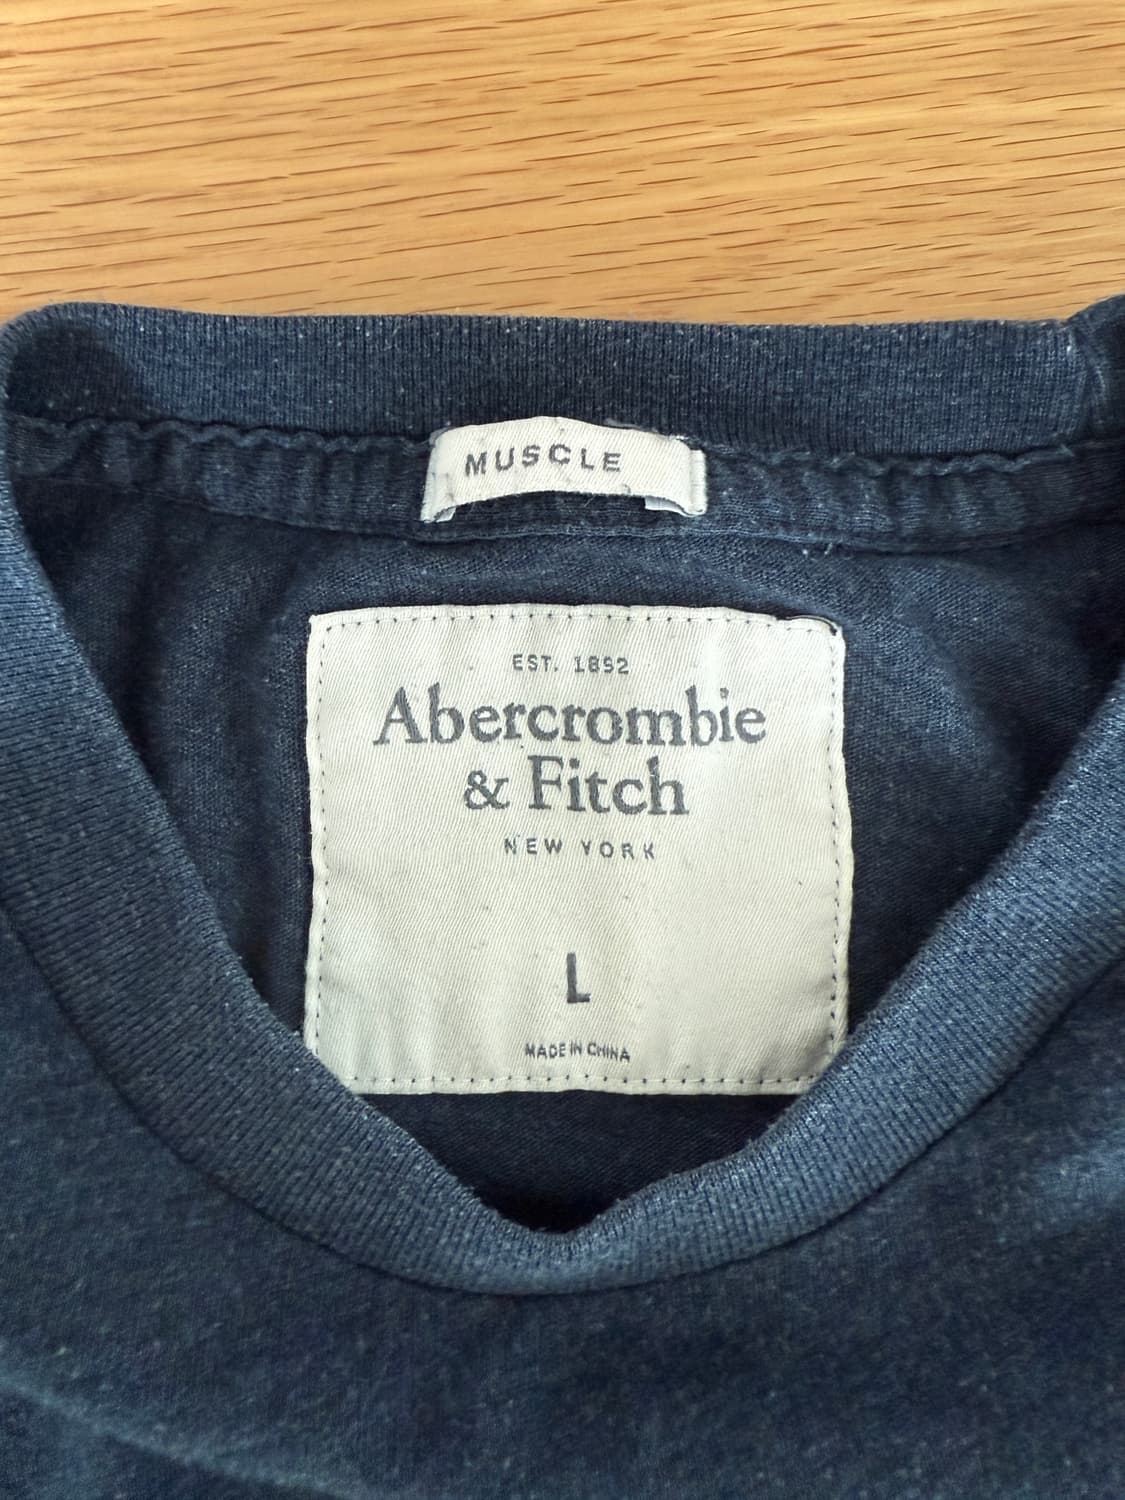 MUSCLE
EST. 1892
Abercrombie
& Fitch
NEW YORK
L
MADE IN CHINA